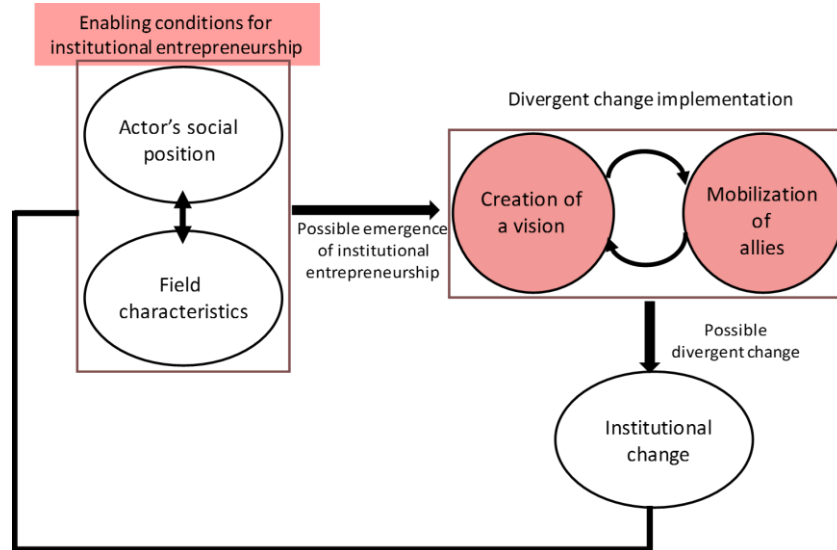 Enabling conditions for
institutional entrepreneurship
Actor's social
position
Field
characteristics
Possible emergence
of institutional
entrepreneurship
Divergent change implementation
Creation of
a vision
Mobilization
of
allies
Possible
divergent change
Institutional
change